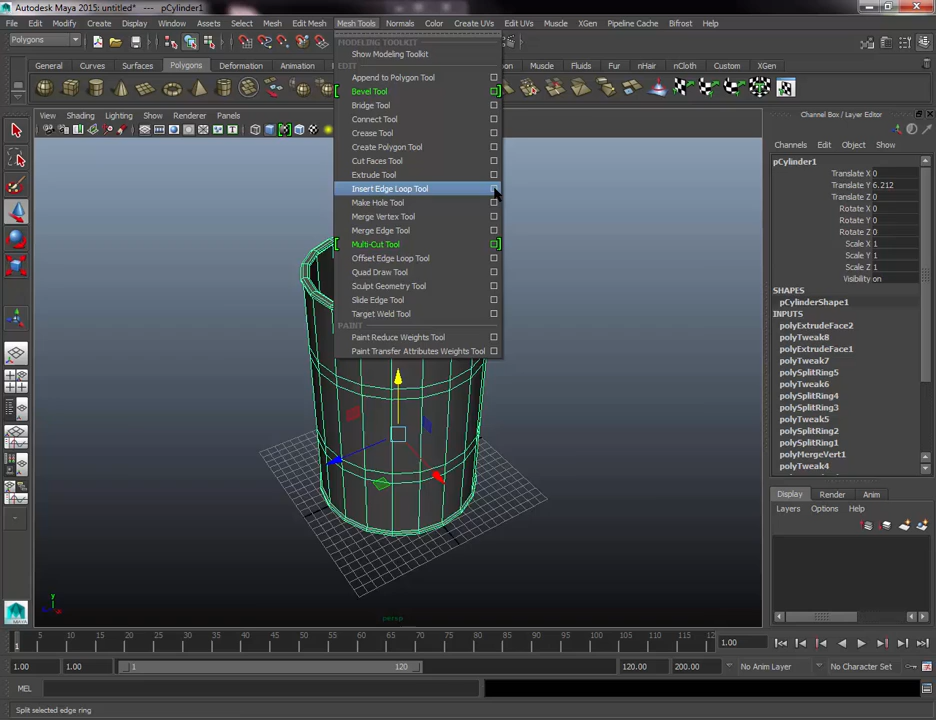 Autodesk Maya 2015: untitled* --- pCylinder1
File Edit Modify Create Display Window Assets Select Mesh Edit Mesh Mesh Tools Normals Color Create UVs Edit UVs Muscle XGen Pipeline Cache Bifrost Help
Polygons
General Curves Surfaces Polygons Deformation Animation Muscle Fluids Fur nHair nCloth Custom XGen
View Shading Lighting Show Renderer Panels
MODELING TOOLKIT
Show Modeling Toolkit
EDIT
Append to Polygon Tool
Bevel Tool
Bridge Tool
Connect Tool
Crease Tool
Create Polygon Tool
Cut Faces Tool
Extrude Tool
Insert Edge Loop Tool
Make Hole Tool
Merge Vertex Tool
Merge Edge Tool
Multi-Cut Tool
Offset Edge Loop Tool
Quad Draw Tool
Sculpt Geometry Tool
Slide Edge Tool
Target Weld Tool
PAINT
Paint Reduce Weights Tool
Paint Transfer Attributes Weights Tool
Channel Box / Layer Editor
Channels Edit Object Show
pCylinder1
Translate X 0
Translate Y 6.212
Translate Z 0
Rotate X 0
Rotate Y 0
Rotate Z 0
Scale X 1
Scale Y 1
Scale Z 1
Visibility on
SHAPES
pCylinderShape1
INPUTS
polyExtrudeFace2
polyTweak8
polyExtrudeFace1
polyTweak7
polySplitRing5
polyTweak6
polySplitRing4
polySplitRing3
polyTweak5
polySplitRing2
polySplitRing1
polyMergeVert1
polyTweak4
Display Render Anim
Layers Options Help
y
persp
1 5 10 15 20 25 30 35 40 45 50 55 60 65 70 75 80 85 90 95 100 105 110 115 12
1.00
1.00 1.00 1 120 120.00 200.00 No Anim Layer No Character Set
MEL
Split selected edge ring